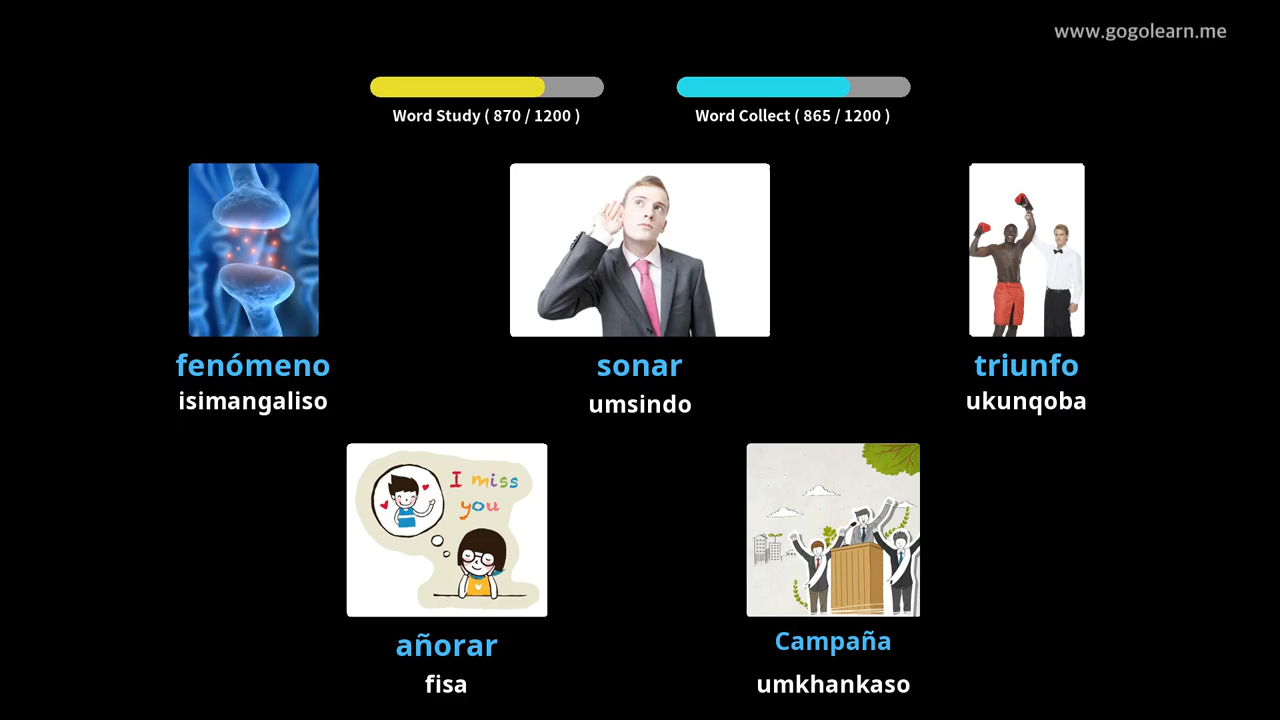 www.gogolearn.me
Word Study ( 870 / 1200 )
Word Collect ( 865 / 1200 )
fenómeno
isimangaliso
sonar
umsindo
triunfo
ukunqoba
I miss
you
añorar
fisa
Campaña
umkhankaso